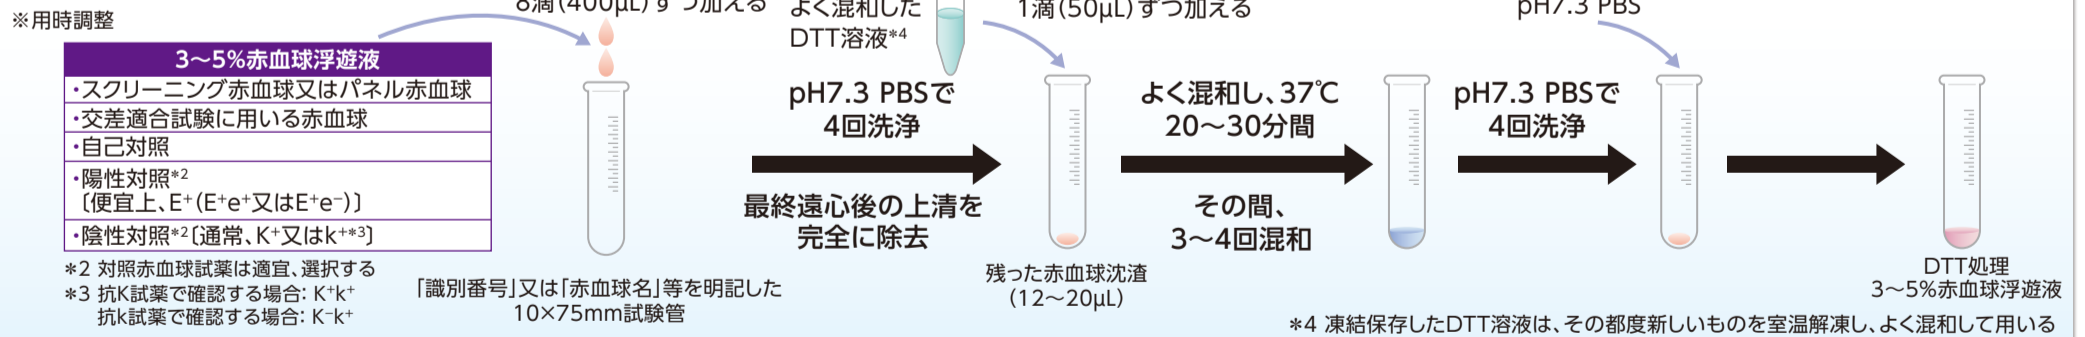 ※用時調整
3～5%赤血球浮遊液
・スクリーニング赤血球又はパネル赤血球
・交差適合試験に用いる赤血球
・自己対照
・陽性対照*2
〔便宜上、E⁺(E⁺e⁺又はE⁺e⁻)〕
・陰性対照*2〔通常、K⁺又はk⁺*3〕
*2 対照赤血球試薬は適宜、選択する
*3 抗K試薬で確認する場合：K⁺k⁺
抗k試薬で確認する場合：K⁻k⁺
8滴(400μL)ずつ加える
「識別番号」又は「赤血球名」等を明記した
10×75mm試験管
よく混和した
DTT溶液*4
pH7.3 PBSで
4回洗浄
最終遠心後の上清を
完全に除去
1滴(50μL)ずつ加える
残った赤血球沈渣
(12～20μL)
よく混和し、37℃
20～30分間
その間、
3～4回混和
pH7.3 PBSで
4回洗浄
pH7.3 PBS
DTT処理
3～5%赤血球浮遊液
*4 凍結保存したDTT溶液は、その都度新しいものを室温解凍し、よく混和して用いる